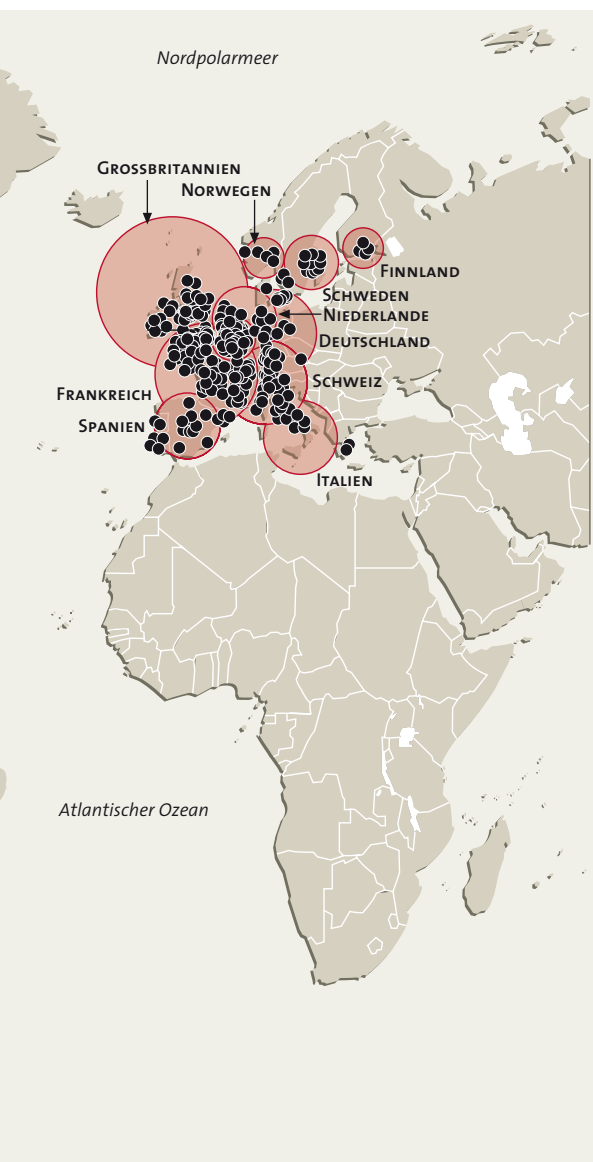 Nordpolarmeer
GROSSBRITANNIEN
NORWEGEN
FINNLAND
SCHWEDEN
NIEDERLANDE
DEUTSCHLAND
SCHWEIZ
FRANKREICH
SPANIEN
ITALIEN
Atlantischer Ozean